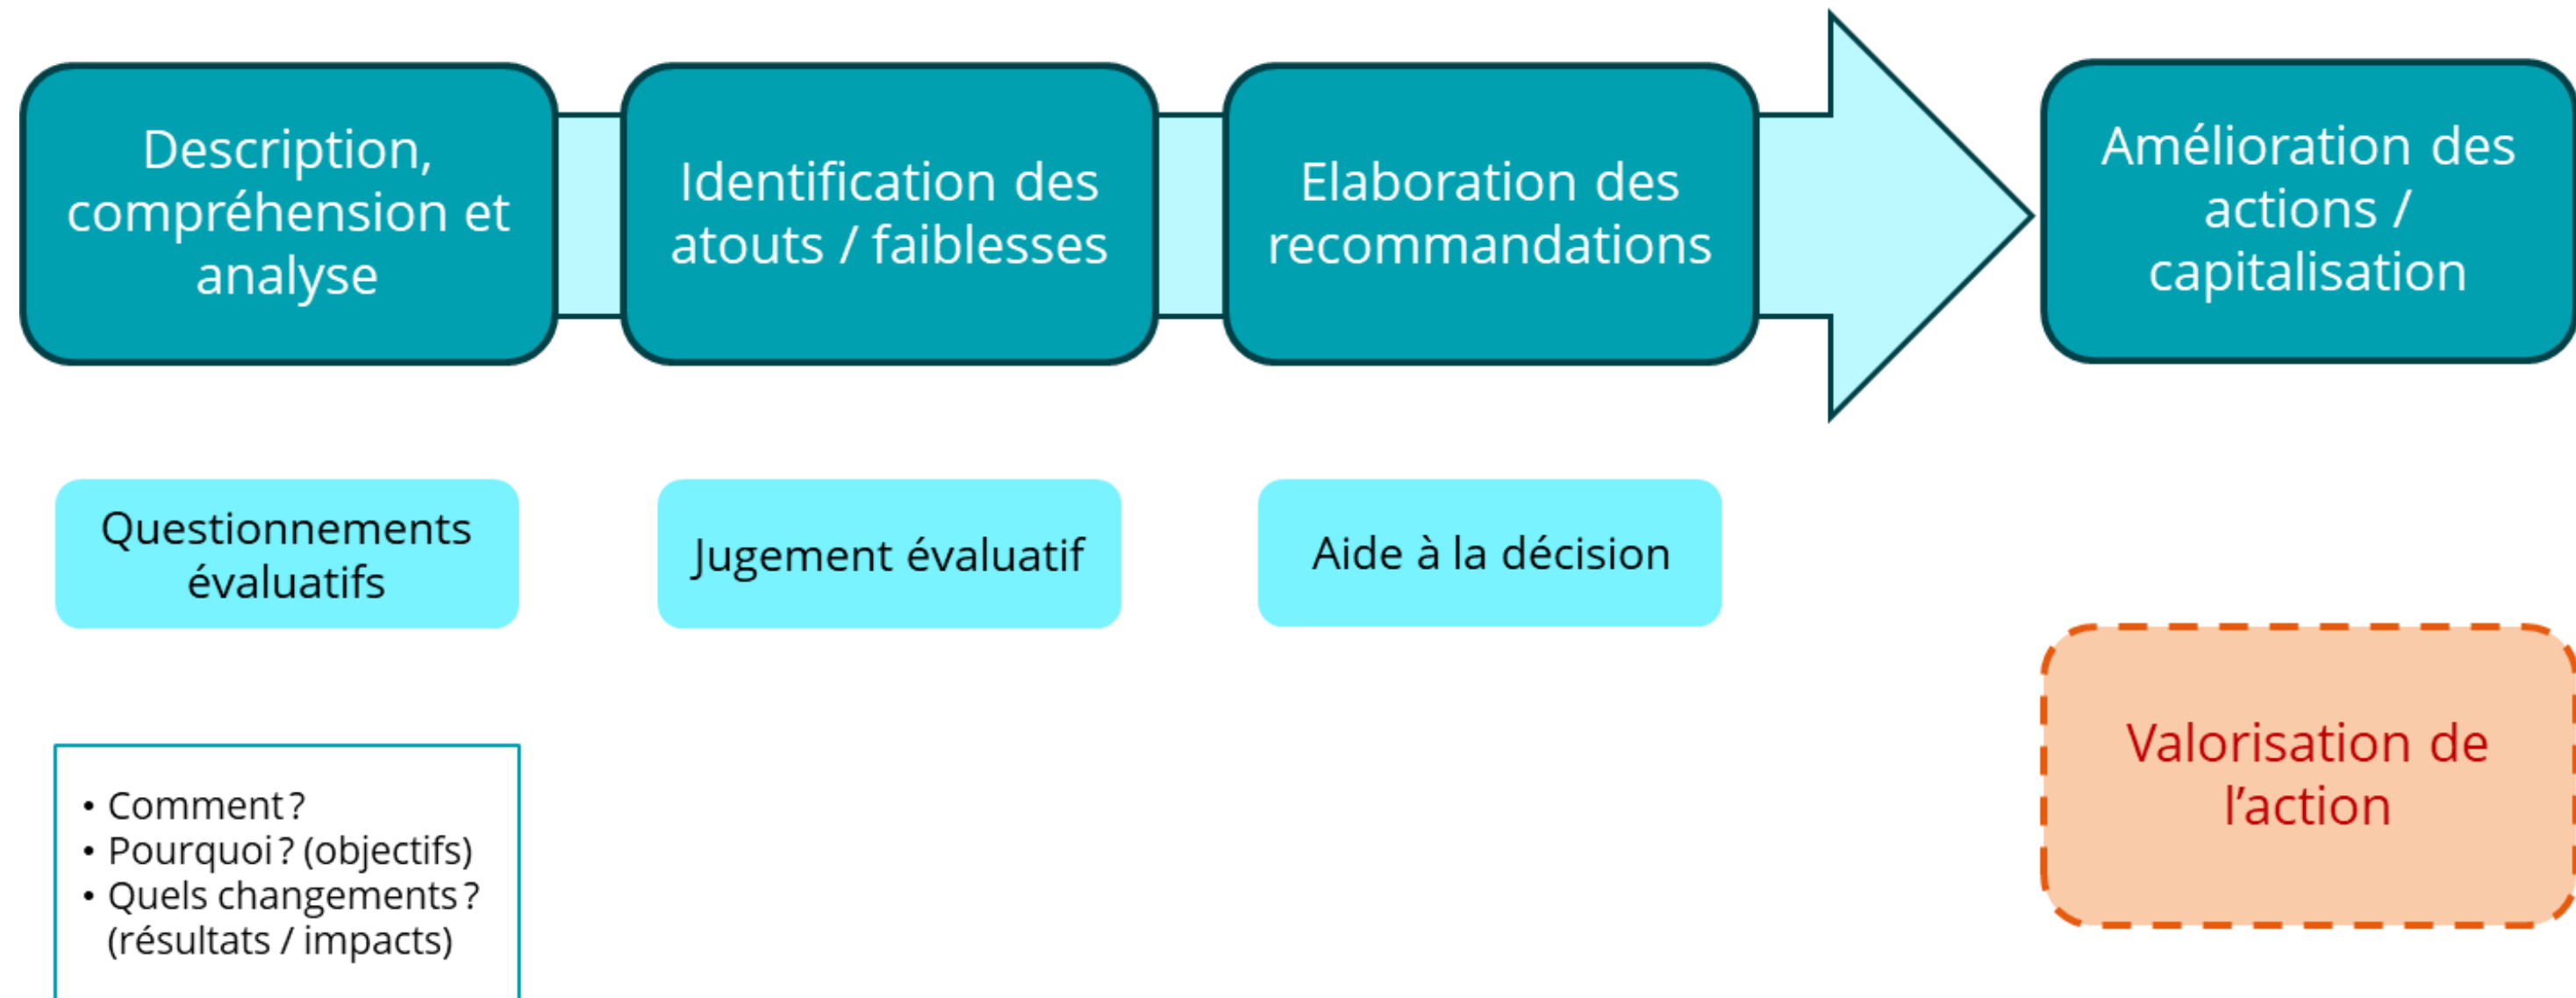 Description,
compréhension et
analyse
Identification des
atouts / faiblesses
Elaboration des
recommandations
Amélioration des
actions /
capitalisation
Questionnements
évaluatifs
Jugement évaluatif
Aide à la décision
• Comment ?
• Pourquoi ? (objectifs)
• Quels changements ?
(résultats / impacts)
Valorisation de
l’action